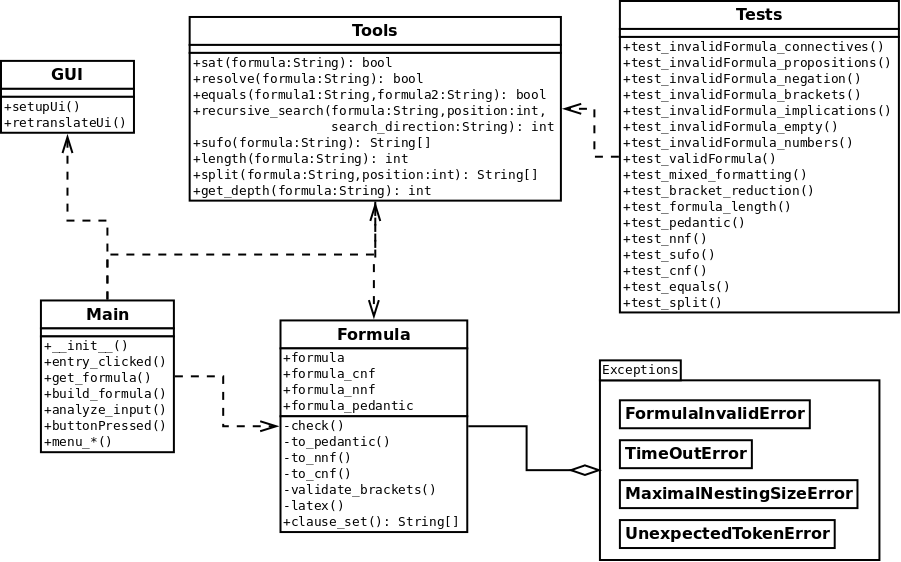 GUI
+setupUi()
+retranslateUi()
Tools
+sat(formula:String): bool
+resolve(formula:String): bool
+equals(formula1:String,formula2:String): bool
+recursive_search(formula:String,position:int,
search_direction:String): int
+sufo(formula:String): String[]
+length(formula:String): int
+split(formula:String,position:int): String[]
+get_depth(formula:String): int
Tests
+test_invalidFormula_connectives()
+test_invalidFormula_propositions()
+test_invalidFormula_negation()
+test_invalidFormula_brackets()
+test_invalidFormula_implications()
+test_invalidFormula_empty()
+test_invalidFormula_numbers()
+test_validFormula()
+test_mixed_formatting()
+test_bracket_reduction()
+test_formula_length()
+test_pedantic()
+test_nnf()
+test_sufo()
+test_cnf()
+test_equals()
+test_split()
Main
+__init__()
+entry_clicked()
+get_formula()
+build_formula()
+analyze_input()
+buttonPressed()
+menu_*()
Formula
+formula
+formula_cnf
+formula_nnf
+formula_pedantic
-check()
-to_pedantic()
-to_nnf()
-to_cnf()
-validate_brackets()
-latex()
+clause_set(): String[]
Exceptions
FormulaInvalidError
TimeOutError
MaximalNestingSizeError
UnexpectedTokenError